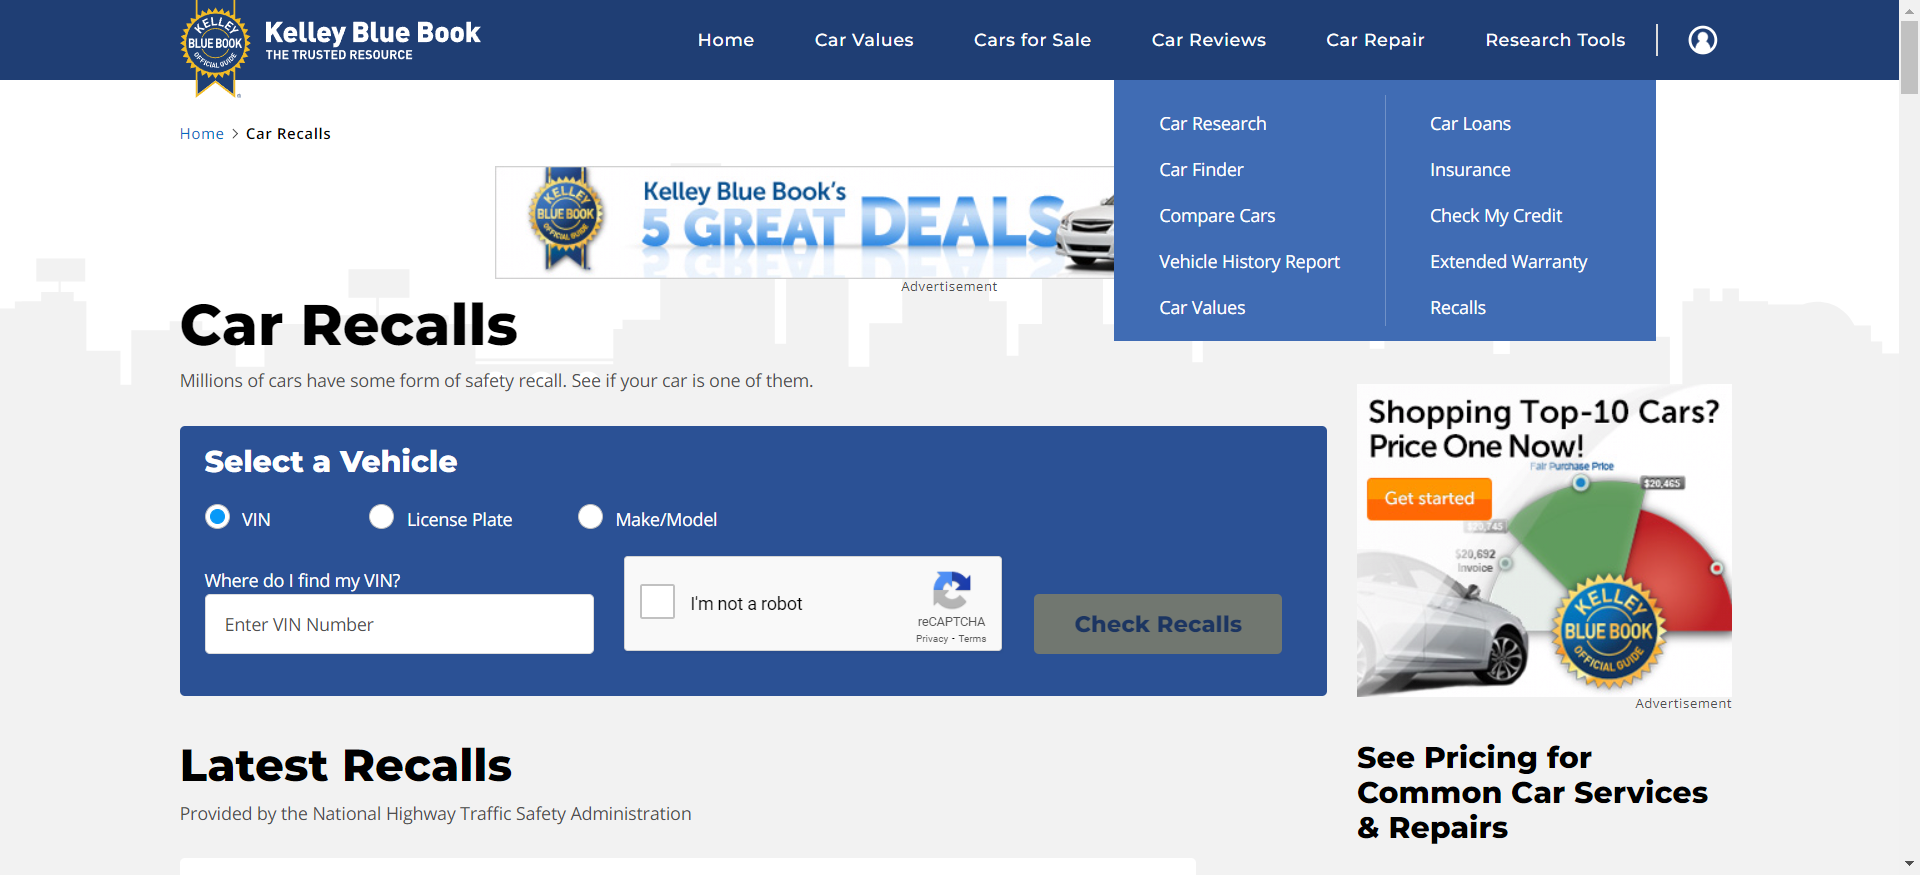 KELLEY
BLUE BOOK
OFFICIAL GUIDE
Kelley Blue Book
THE TRUSTED RESOURCE
Home
Car Values
Cars for Sale
Car Reviews
Car Repair
Research Tools
Car Research
Car Finder
Compare Cars
Vehicle History Report
Car Values
Car Loans
Insurance
Check My Credit
Extended Warranty
Recalls
Home > Car Recalls
KELLEY
BLUE BOOK
OFFICIAL GUIDE
Kelley Blue Book's
5 GREAT DEALS
Advertisement
Car Recalls
Millions of cars have some form of safety recall. See if your car is one of them.
Select a Vehicle
VIN
License Plate
Make/Model
Where do I find my VIN?
Enter VIN Number
I'm not a robot
reCAPTCHA
Privacy - Terms
Check Recalls
Shopping Top-10 Cars?
Price One Now!
Fair Purchase Price
Get started
$20,465
$20,745
$20,692
Invoice
KELLEY
BLUE BOOK
OFFICIAL GUIDE
Advertisement
Latest Recalls
Provided by the National Highway Traffic Safety Administration
See Pricing for
Common Car Services
& Repairs